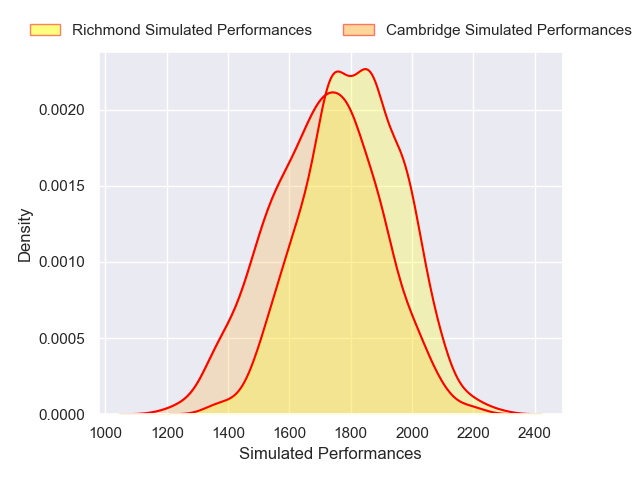 Richmond Simulated Performances Cambridge Simulated Performances
0.0020
0.0015
0.0010
0.0005
0.0000
Density
1000 1200 1400 1600 1800 2000 2200 2400
Simulated Performances